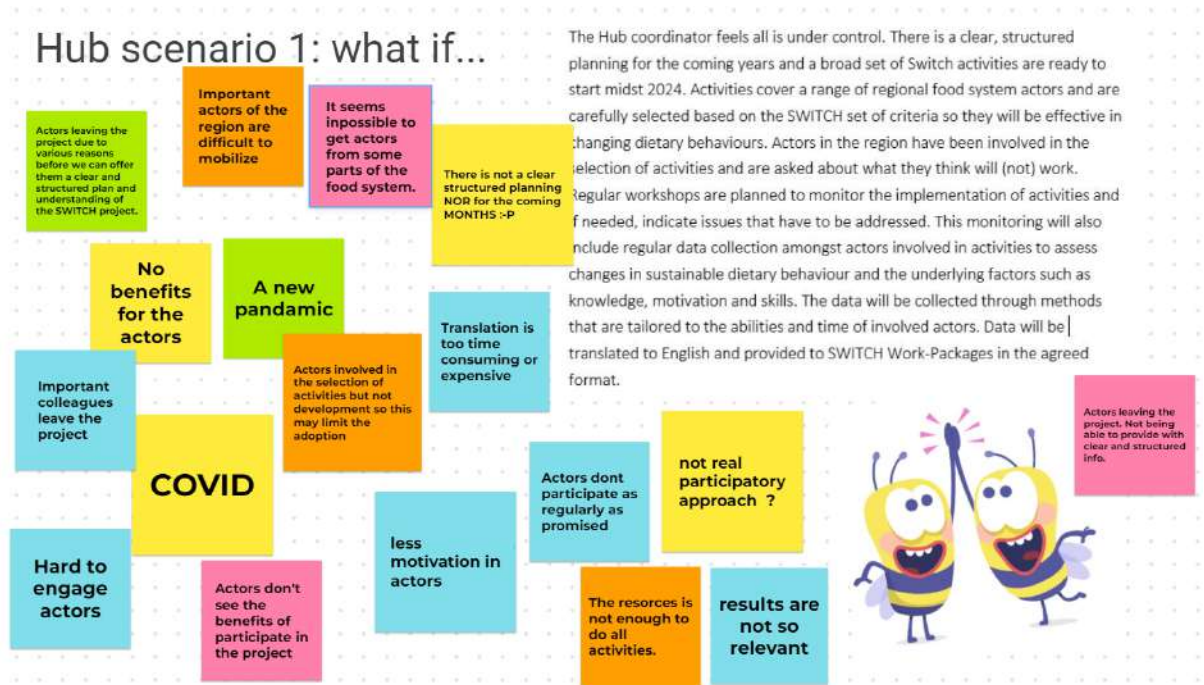 Hub scenario 1: what if...
The Hub coordinator feels all is under control. There is a clear, structured
planning for the coming years and a broad set of Switch activities are ready to
start midst 2024. Activities cover a range of regional food system actors and are
carefully selected based on the SWITCH set of criteria so they will be effective in
changing dietary behaviours. Actors in the region have been involved in the
selection of activities and are asked about what they think will (not) work.
Regular workshops are planned to monitor the implementation of activities and
if needed, indicate issues that have to be addressed. This monitoring will also
include regular data collection amongst actors involved in activities to assess
changes in sustainable dietary behaviour and the underlying factors such as
knowledge, motivation and skills. The data will be collected through methods
that are tailored to the abilities and time of involved actors. Data will be
translated to English and provided to SWITCH Work-Packages in the agreed
format.
Actors leaving the
project due to
various reasons
before we can offer
them a clear and
structured plan and
understanding of
the SWITCH project.
Important
actors of the
region are
difficult to
mobilize
It seems
inpossible to
get actors
from some
parts of the
food system.
There is not a clear
structured planning
NOR for the coming
MONTHS :-P
No
benefits
for the
actors
A new
pandamic
Translation is
too time
consuming or
expensive
Actors involved in
the selection of
activities but not
development so this
may limit the
adoption
Important
colleagues
leave the
project
COVID
Actors leaving the
project. Not being
able to provide with
clear and structured
info.
not real
participatory
approach ?
Actors dont
participate as
regularly as
promised
less
motivation in
actors
Hard to
engage
actors
Actors don't
see the
benefits of
participate in
the project
The resorces is
not enough to
do all
activities.
results are
not so
relevant